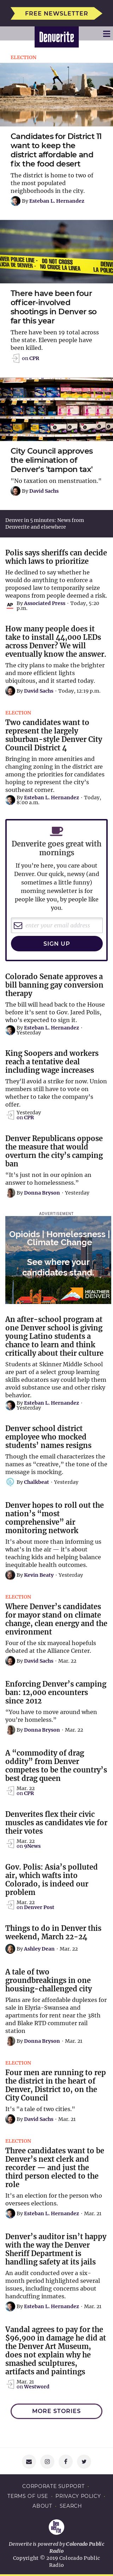 FREE NEWSLETTER
Denverite
ELECTION
Candidates for District 11
want to keep the
district affordable and
fix the food desert
The district is home to two of
the most populated
neighborhoods in the city.
By Esteban L. Hernandez
POLICE LINE DO NOT CROSS
There have been four
officer-involved
shootings in Denver so
far this year
There have been 19 total across
the state. Eleven people have
been killed.
on CPR
City Council approves
the elimination of
Denver's 'tampon tax'
"No taxation on menstruation."
By David Sachs
Denver in 5 minutes: News from
Denverite and elsewhere
Polis says sheriffs can decide
which laws to prioritize
He declined to say whether he
would do anything to oppose a
proposed law to temporarily seize
weapons from people deemed a risk.
AP
By Associated Press · Today, 5:20
p.m.
How many people does it
take to install 44,000 LEDs
across Denver? We will
eventually know the answer.
The city plans to make the brighter
and more efficient lights
ubiquitous, and it started today.
By David Sachs · Today, 12:19 p.m.
ELECTION
Two candidates want to
represent the largely
suburban-style Denver City
Council District 4
Bringing in more amenities and
slowing zoning in the district are
among the priorities for candidates
hoping to represent the city's
southeast corner.
By Esteban L. Hernandez · Today,
8:00 a.m.
Denverite goes great with
mornings
If you're here, you care about
Denver. Our quick, newsy (and
sometimes a little funny)
morning newsletter is for
people like you, by people like
you.
enter your email address
SIGN UP
Colorado Senate approves a
bill banning gay conversion
therapy
The bill will head back to the House
before it's sent to Gov. Jared Polis,
who's expected to sign it.
By Esteban L. Hernandez ·
Yesterday
King Soopers and workers
reach a tentative deal
including wage increases
They'll avoid a strike for now. Union
members still have to vote on
whether to take the company's
offer.
Yesterday
on CPR
Denver Republicans oppose
the measure that would
overturn the city's camping
ban
"It's just not in our opinion an
answer to homelessness."
By Donna Bryson · Yesterday
ADVERTISEMENT
Opioids | Homelessness |
Climate Change
See where your
candidates stand.
HEALTHIER
DENVER
An after-school program at
one Denver school is giving
young Latino students a
chance to learn and think
critically about their culture
Students at Skinner Middle School
are part of a select group learning
skills educators say could help them
avoid substance use and other risky
behavior.
By Esteban L. Hernandez ·
Yesterday
Denver school district
employee who mocked
students' names resigns
Though the email characterizes the
names as "creative," the tone of the
message is mocking.
By Chalkbeat · Yesterday
Denver hopes to roll out the
nation's "most
comprehensive" air
monitoring network
It's about more than informing us
what's in the air — it's about
teaching kids and helping balance
inequitable health outcomes
By Kevin Beaty · Yesterday
ELECTION
Where Denver's candidates
for mayor stand on climate
change, clean energy and the
environment
Four of the six mayoral hopefuls
debated at the Alliance Center.
By David Sachs · Mar. 22
Enforcing Denver's camping
ban: 12,000 encounters
since 2012
"You have to move around when
you're homeless."
By Donna Bryson · Mar. 22
A "commodity of drag
oddity" from Denver
competes to be the country's
best drag queen
Mar. 22
on CPR
Denverites flex their civic
muscles as candidates vie for
their votes
Mar. 22
on 9News
Gov. Polis: Asia's polluted
air, which wafts into
Colorado, is indeed our
problem
Mar. 22
on Denver Post
Things to do in Denver this
weekend, March 22-24
By Ashley Dean · Mar. 22
A tale of two
groundbreakings in one
housing-challenged city
Plans are for affordable duplexes for
sale in Elyria-Swansea and
apartments for rent near the 38th
and Blake RTD commuter rail
station
By Donna Bryson · Mar. 21
ELECTION
Four men are running to rep
the district in the heart of
Denver, District 10, on the
City Council
It's "a tale of two cities."
By David Sachs · Mar. 21
ELECTION
Three candidates want to be
Denver's next clerk and
recorder — and just the
third person elected to the
role
It's an election for the person who
oversees elections.
By Esteban L. Hernandez · Mar. 21
Denver's auditor isn't happy
with the way the Denver
Sheriff Department is
handling safety at its jails
An audit conducted over a six-
month period highlighted several
issues, including concerns about
handcuffing inmates.
By Esteban L. Hernandez · Mar. 21
Vandal agrees to pay for the
$96,900 in damage he did at
the Denver Art Museum,
does not explain why he
smashed sculptures,
artifacts and paintings
Mar. 21
on Westword
MORE STORIES
COLORADO PUBLIC SUPPORT ·